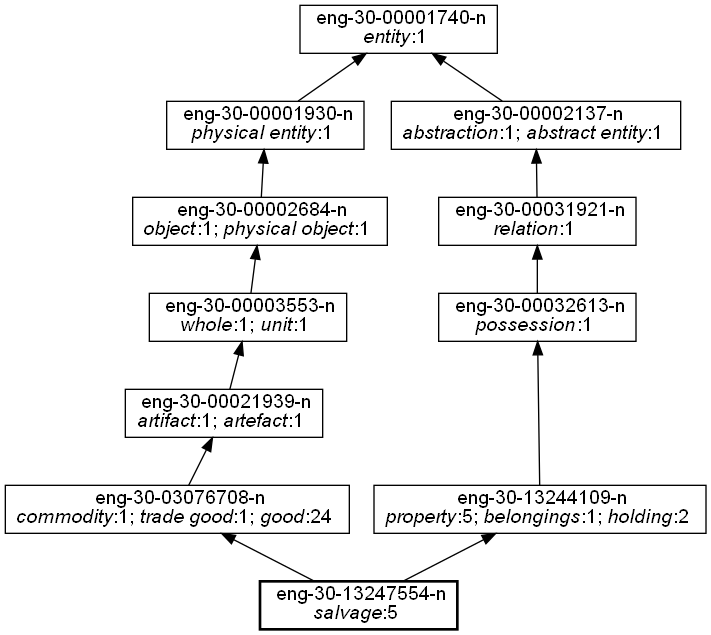 eng-30-00001740-n
entity:1
eng-30-00001930-n
physical entity:1
eng-30-00002137-n
abstraction:1; abstract entity:1
eng-30-00002684-n
object:1; physical object:1
eng-30-00031921-n
relation:1
eng-30-00003553-n
whole:1; unit:1
eng-30-00032613-n
possession:1
eng-30-00021939-n
artifact:1; artefact:1
eng-30-03076708-n
commodity:1; trade good:1; good:24
eng-30-13244109-n
property:5; belongings:1; holding:2
eng-30-13247554-n
salvage:5